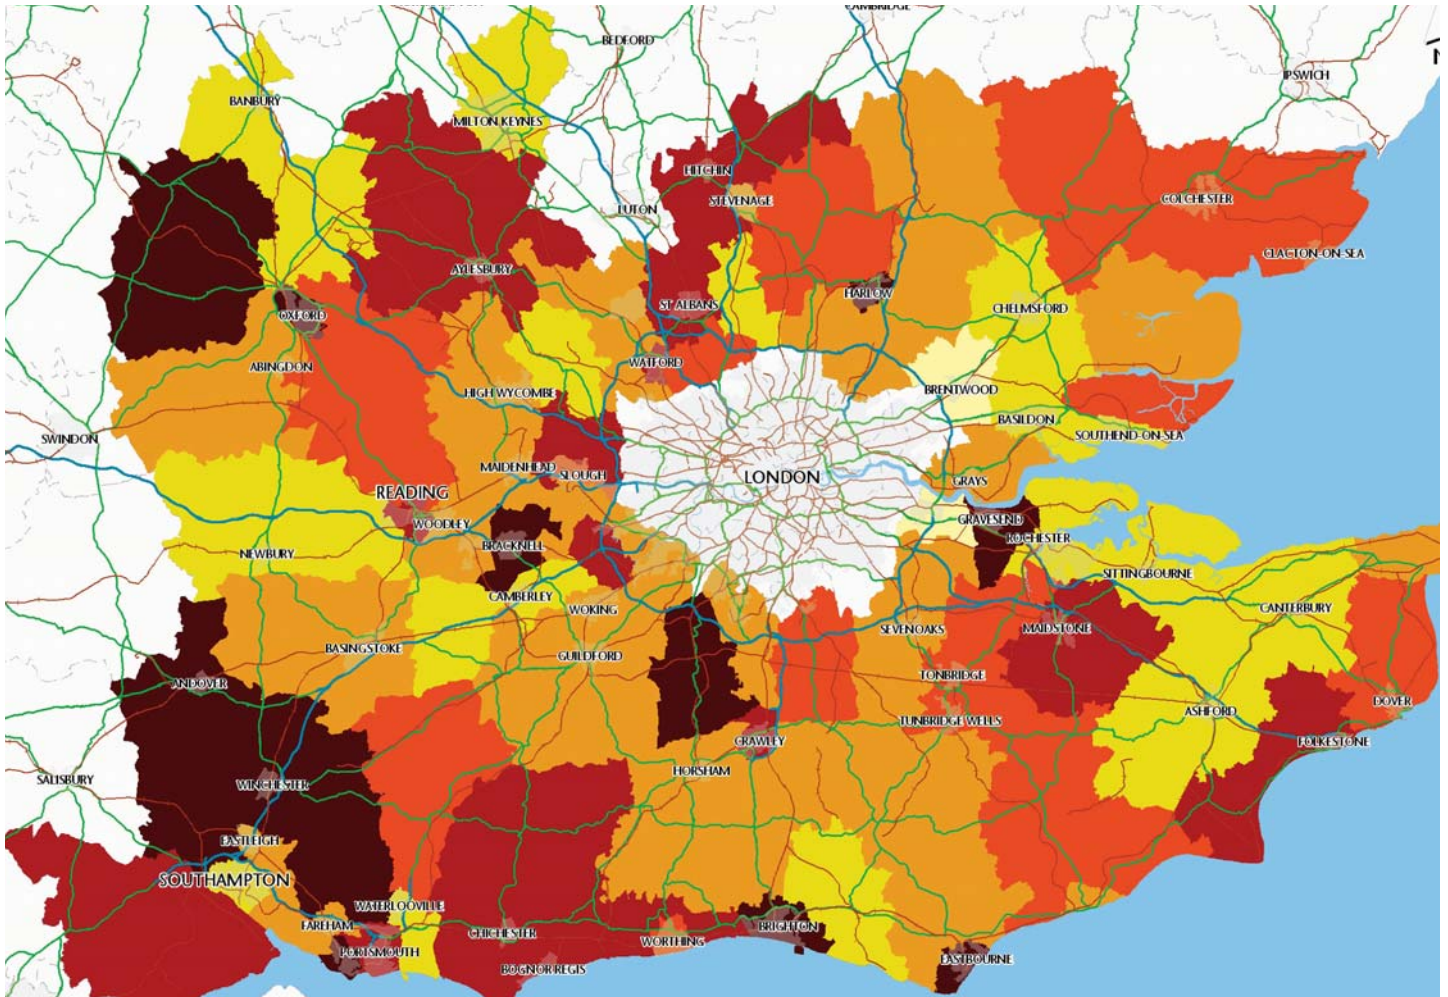 CAMBRIDGE
BEDFORD
IPSWICH
BANBURY
MILTON KEYNES
HITCHIN
STEVENAGE
LUTON
COLCHESTER
CLACTON-ON-SEA
AYLESBURY
HARLOW
ST ALBANS
CHELMSFORD
OXFORD
WATFORD
ABINGDON
HIGH WYCOMBE
BRENTWOOD
BASILDON
SWINDON
SOUTHEND-ON-SEA
MAIDENHEAD
SLOUGH
LONDON
GRAYS
READING
WOODLEY
GRAVESEND
ROCHESTER
BRACKNELL
NEWBURY
SITTINGBOURNE
CAMBERLEY
WOKING
CANTERBURY
SEVENOAKS
MAIDSTONE
BASINGSTOKE
GUILDFORD
TONBRIDGE
ANDOVER
DOVER
ASHFORD
TUNBRIDGE WELLS
CRAWLEY
FOLKESTONE
HORSHAM
SALISBURY
WINCHESTER
EASTLEIGH
SOUTHAMPTON
WATERLOOVILLE
FAREHAM
CHICHESTER
BRIGHTON
WORTHING
PORTSMOUTH
EASTBOURNE
BOGNOR REGIS